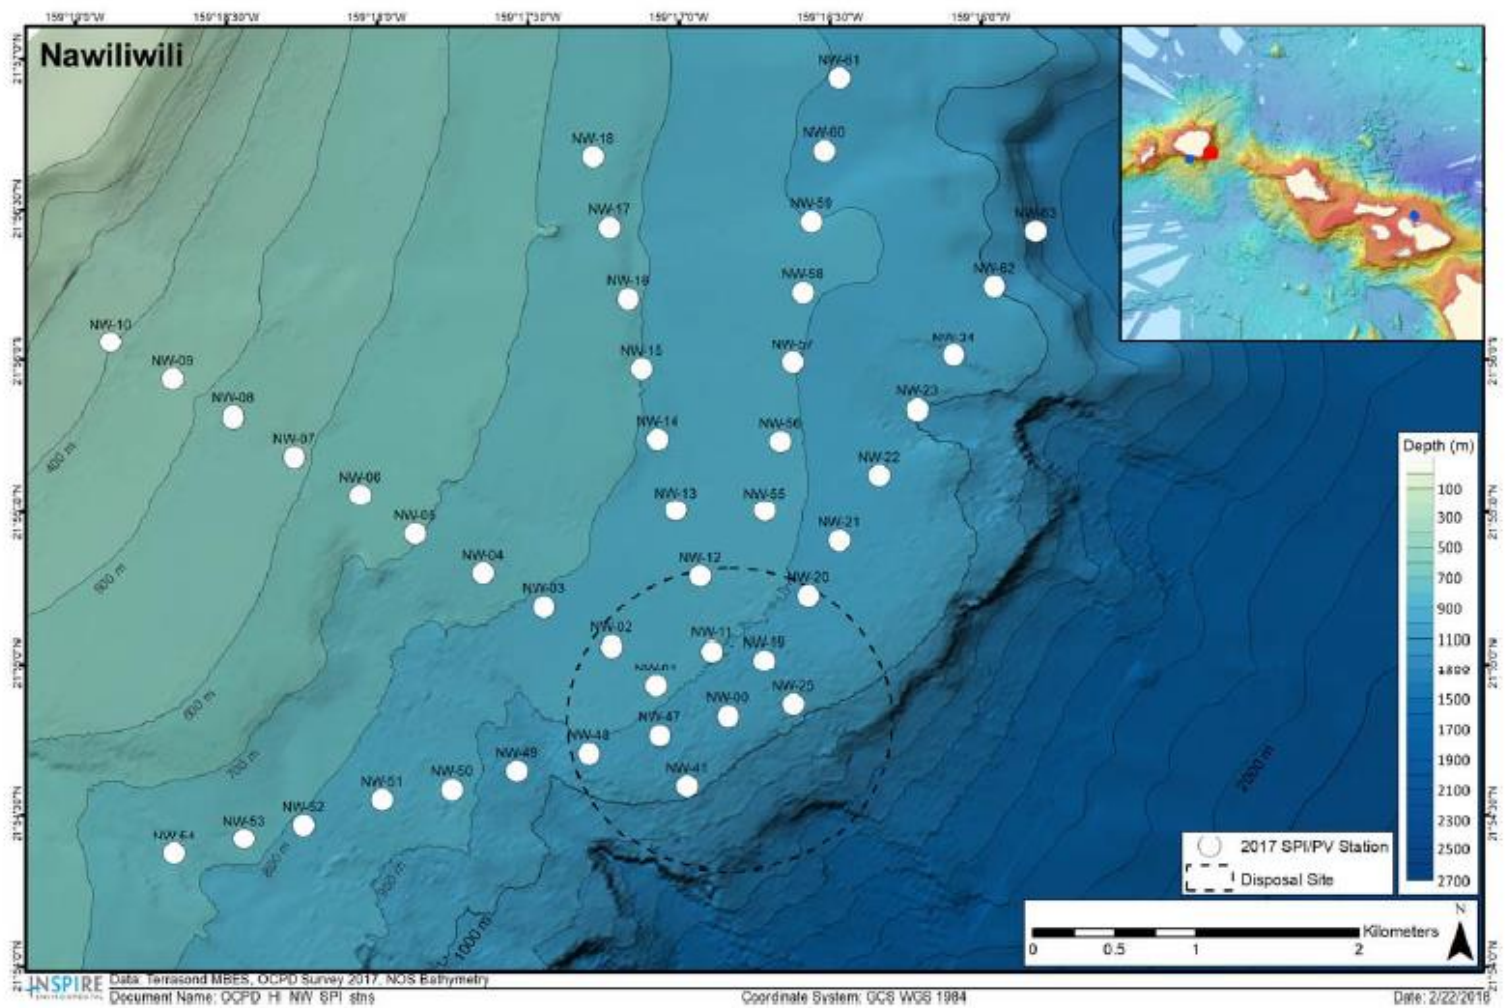 159°19'0"W 159°18'30"W 159°18'0"W 159°17'30"W 159°17'0"W 159°16'30"W 159°16'0"W
Nawiliwili
NW-61
NW-60
NW-18
NW-59
NW-17
NW-63
NW-58
NW-62
NW-16
NW-10
NW-57
NW-24
NW-15
NW-09
NW-23
NW-08
NW-14
NW-56
NW-07
NW-22
400 m
NW-06
NW-13
NW-55
NW-05
NW-21
NW-04
NW-12
500 m
NW-20
NW-03
NW-02
NW-11
NW-19
NW-01
NW-25
NW-00
600 m
NW-47
NW-48
NW-49
700 m
NW-50
NW-41
NW-51
2000 m
NW-52
NW-53
NW-54
800 m
900 m
1000 m
Depth (m)
100
300
500
700
900
1100
1300
1500
1700
1900
2100
2300
2500
2700
2017 SPI/PV Station
Disposal Site
N
Kilometers
0 0.5 1 2
INSPIRE
ENVIRONMENTAL
Data: Terrasond MBES, OCPD Survey 2017, NOS Bathymetry
Document Name: OCPD_HI_NW_SPI_stns
Coordinate System: GCS WGS 1984
Date: 2/22/2018